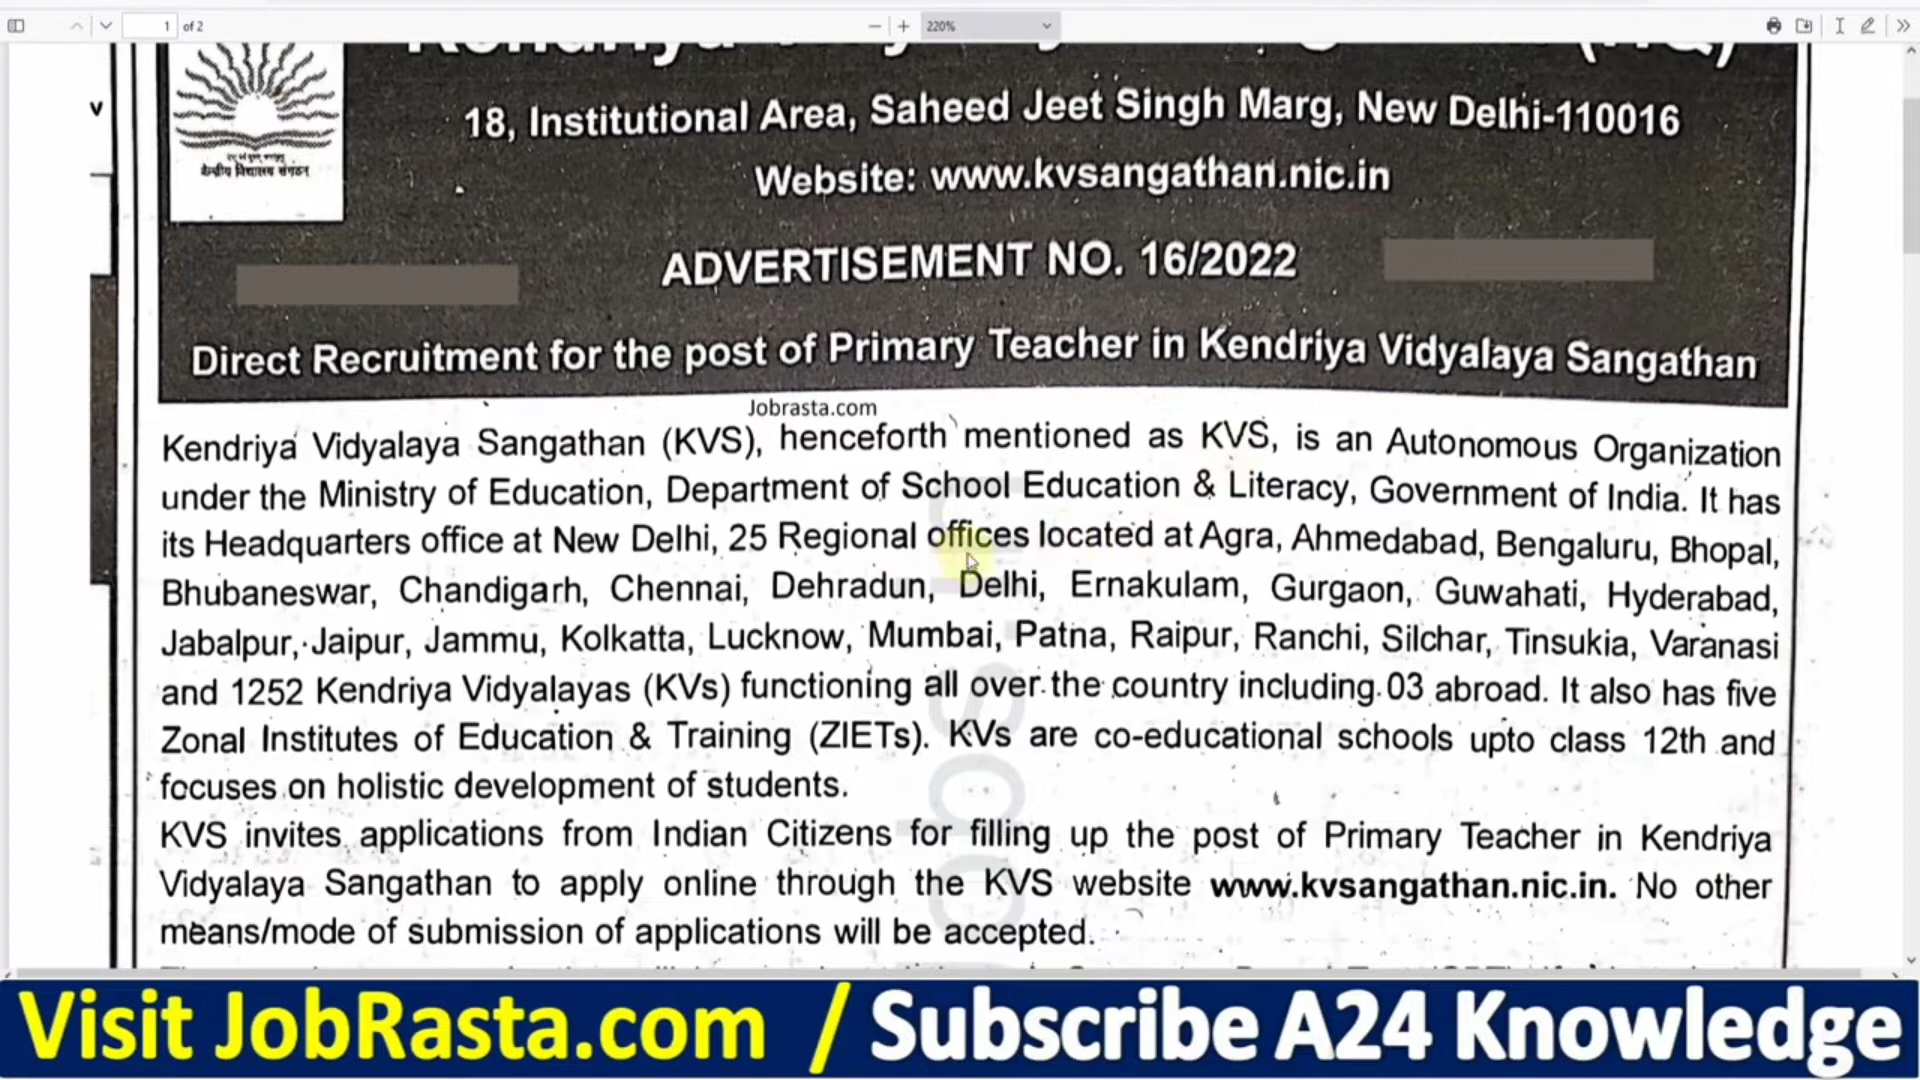 1 of 2
220%
18, Institutional Area, Saheed Jeet Singh Marg, New Delhi-110016
केन्द्रीय विद्यालय संगठन
Website: www.kvsangathan.nic.in
ADVERTISEMENT NO. 16/2022
Direct Recruitment for the post of Primary Teacher in Kendriya Vidyalaya Sangathan
Jobrasta.com
Kendriya Vidyalaya Sangathan (KVS), henceforth mentioned as KVS, is an Autonomous Organization
under the Ministry of Education, Department of School Education & Literacy, Government of India. It has
its Headquarters office at New Delhi, 25 Regional offices located at Agra, Ahmedabad, Bengaluru, Bhopal,
Bhubaneswar, Chandigarh, Chennai, Dehradun, Delhi, Ernakulam, Gurgaon, Guwahati, Hyderabad,
Jabalpur, Jaipur, Jammu, Kolkatta, Lucknow, Mumbai, Patna, Raipur, Ranchi, Silchar, Tinsukia, Varanasi
and 1252 Kendriya Vidyalayas (KVs) functioning all over the country including 03 abroad. It also has five
Zonal Institutes of Education & Training (ZIETs). KVs are co-educational schools upto class 12th and
focuses on holistic development of students.
KVS invites applications from Indian Citizens for filling up the post of Primary Teacher in Kendriya
Vidyalaya Sangathan to apply online through the KVS website www.kvsangathan.nic.in. No other
means/mode of submission of applications will be accepted.
Visit JobRasta.com / Subscribe A24 Knowledge